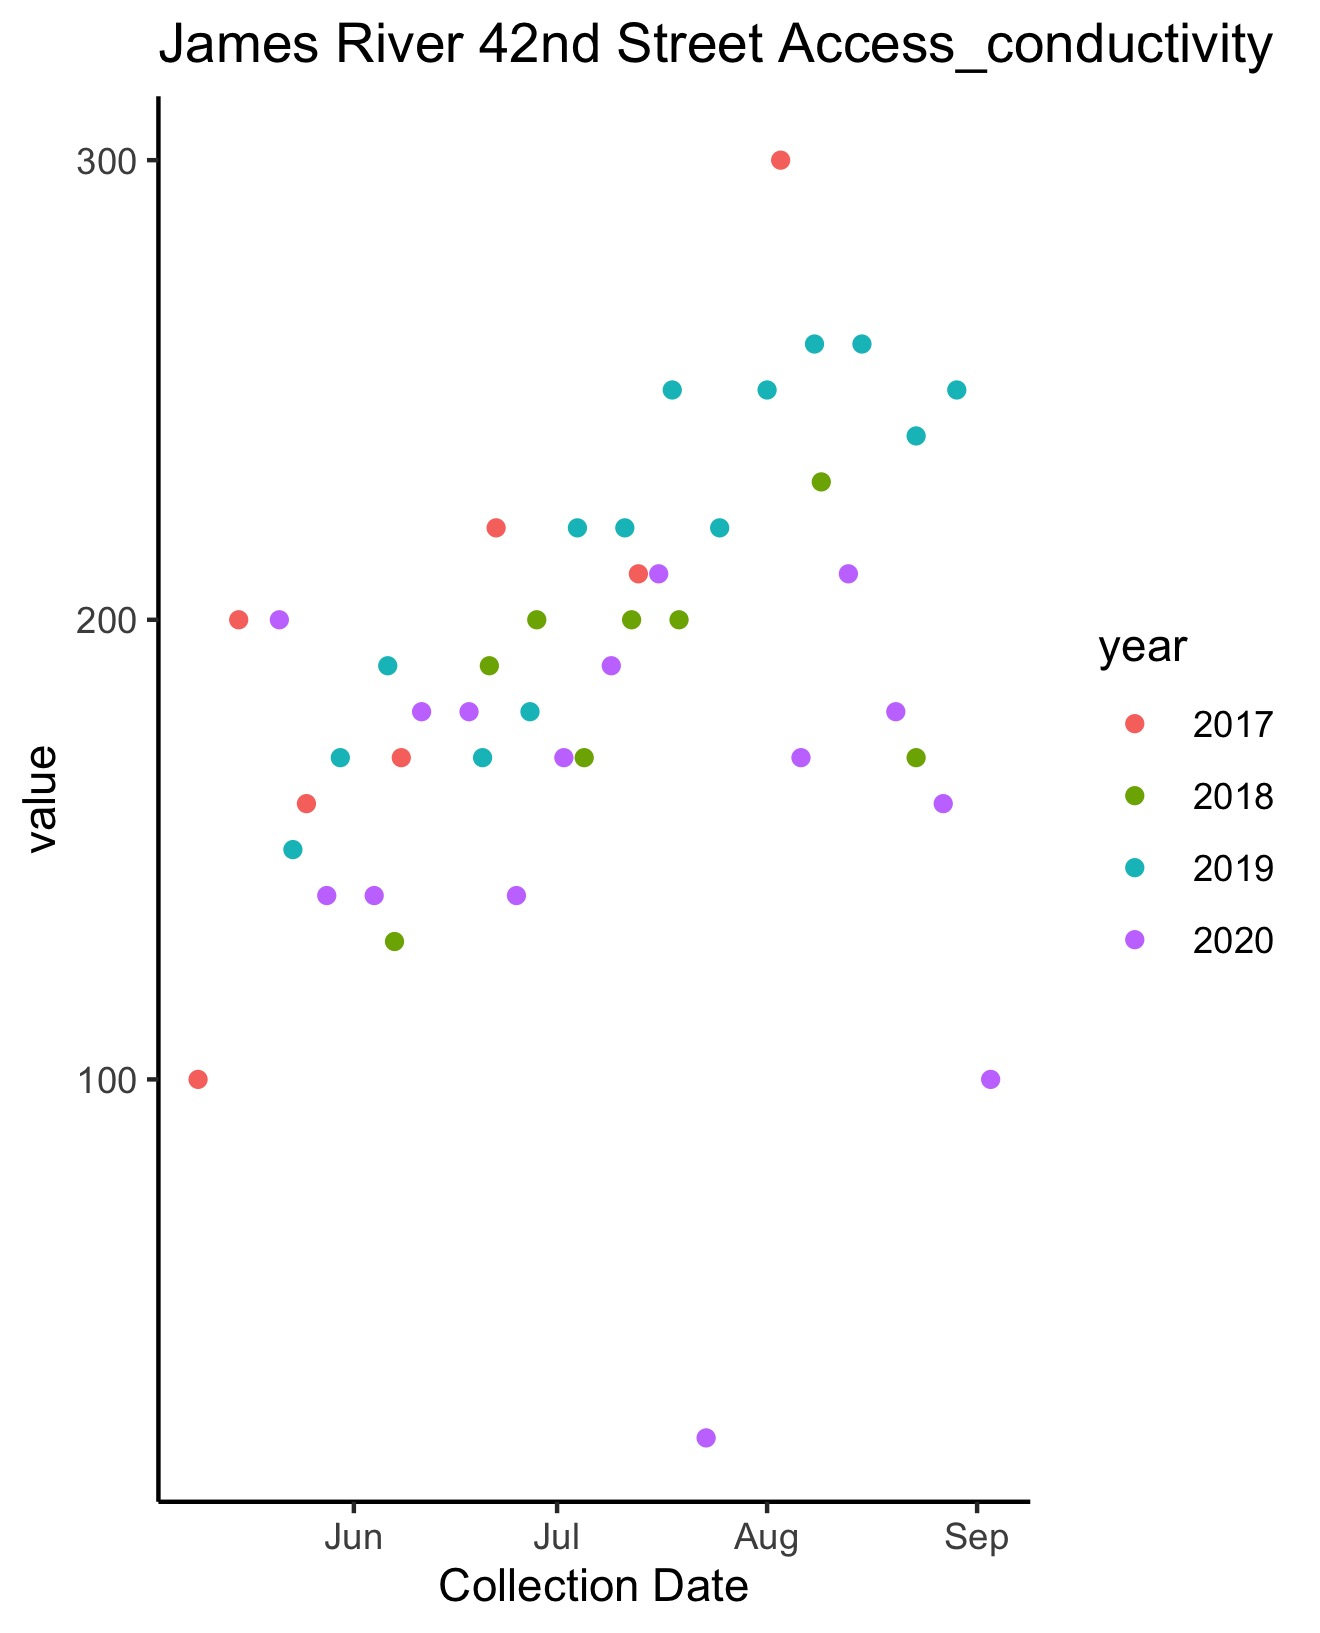 James River 42nd Street Access_conductivity
300
200
100
value
Jun Jul Aug Sep
Collection Date
year
2017
2018
2019
2020